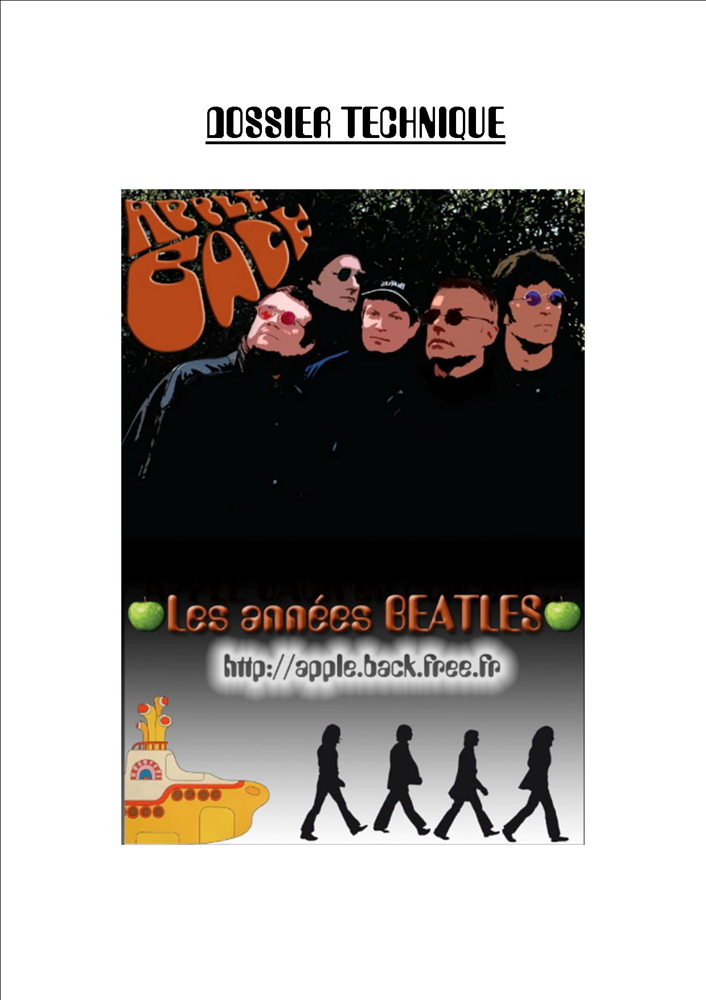 DOSSIER TECHNIQUE
APPLE
BACK
Les années BEATLES
http://apple.back.free.fr